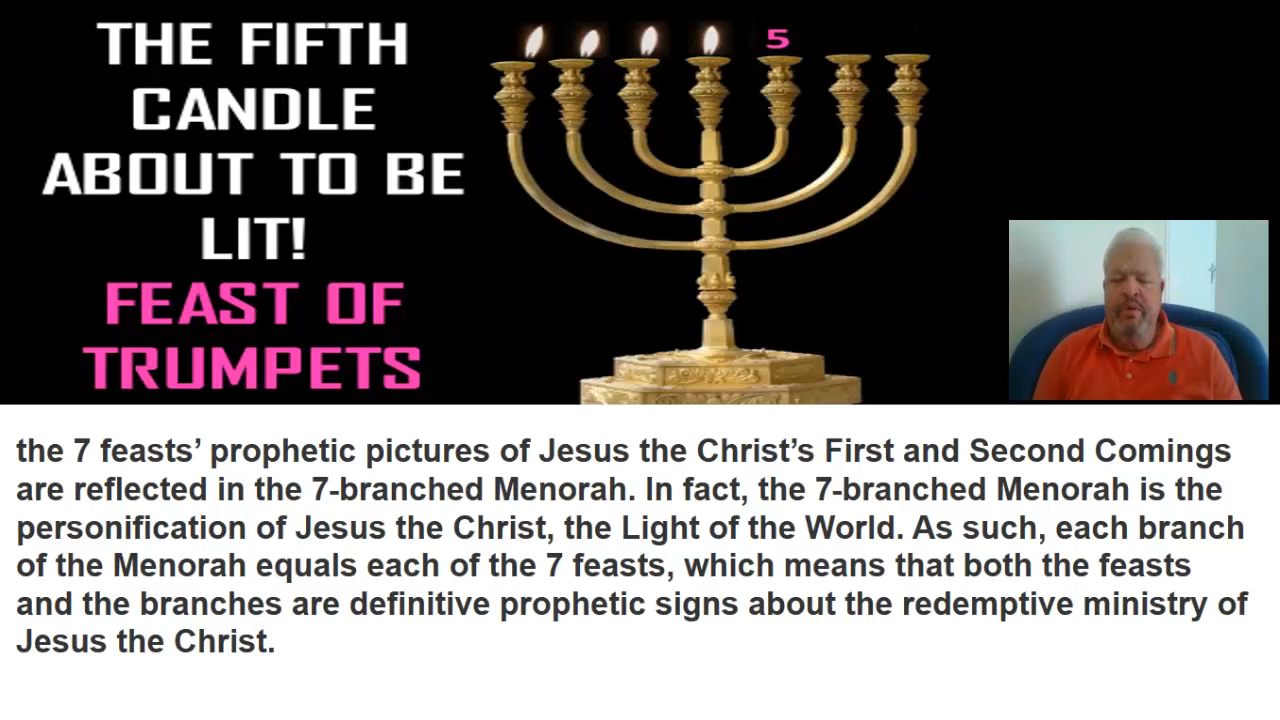 THE FIFTH
CANDLE
ABOUT TO BE
LIT!
FEAST OF
TRUMPETS
5
the 7 feasts’ prophetic pictures of Jesus the Christ’s First and Second Comings
are reflected in the 7-branched Menorah. In fact, the 7-branched Menorah is the
personification of Jesus the Christ, the Light of the World. As such, each branch
of the Menorah equals each of the 7 feasts, which means that both the feasts
and the branches are definitive prophetic signs about the redemptive ministry of
Jesus the Christ.